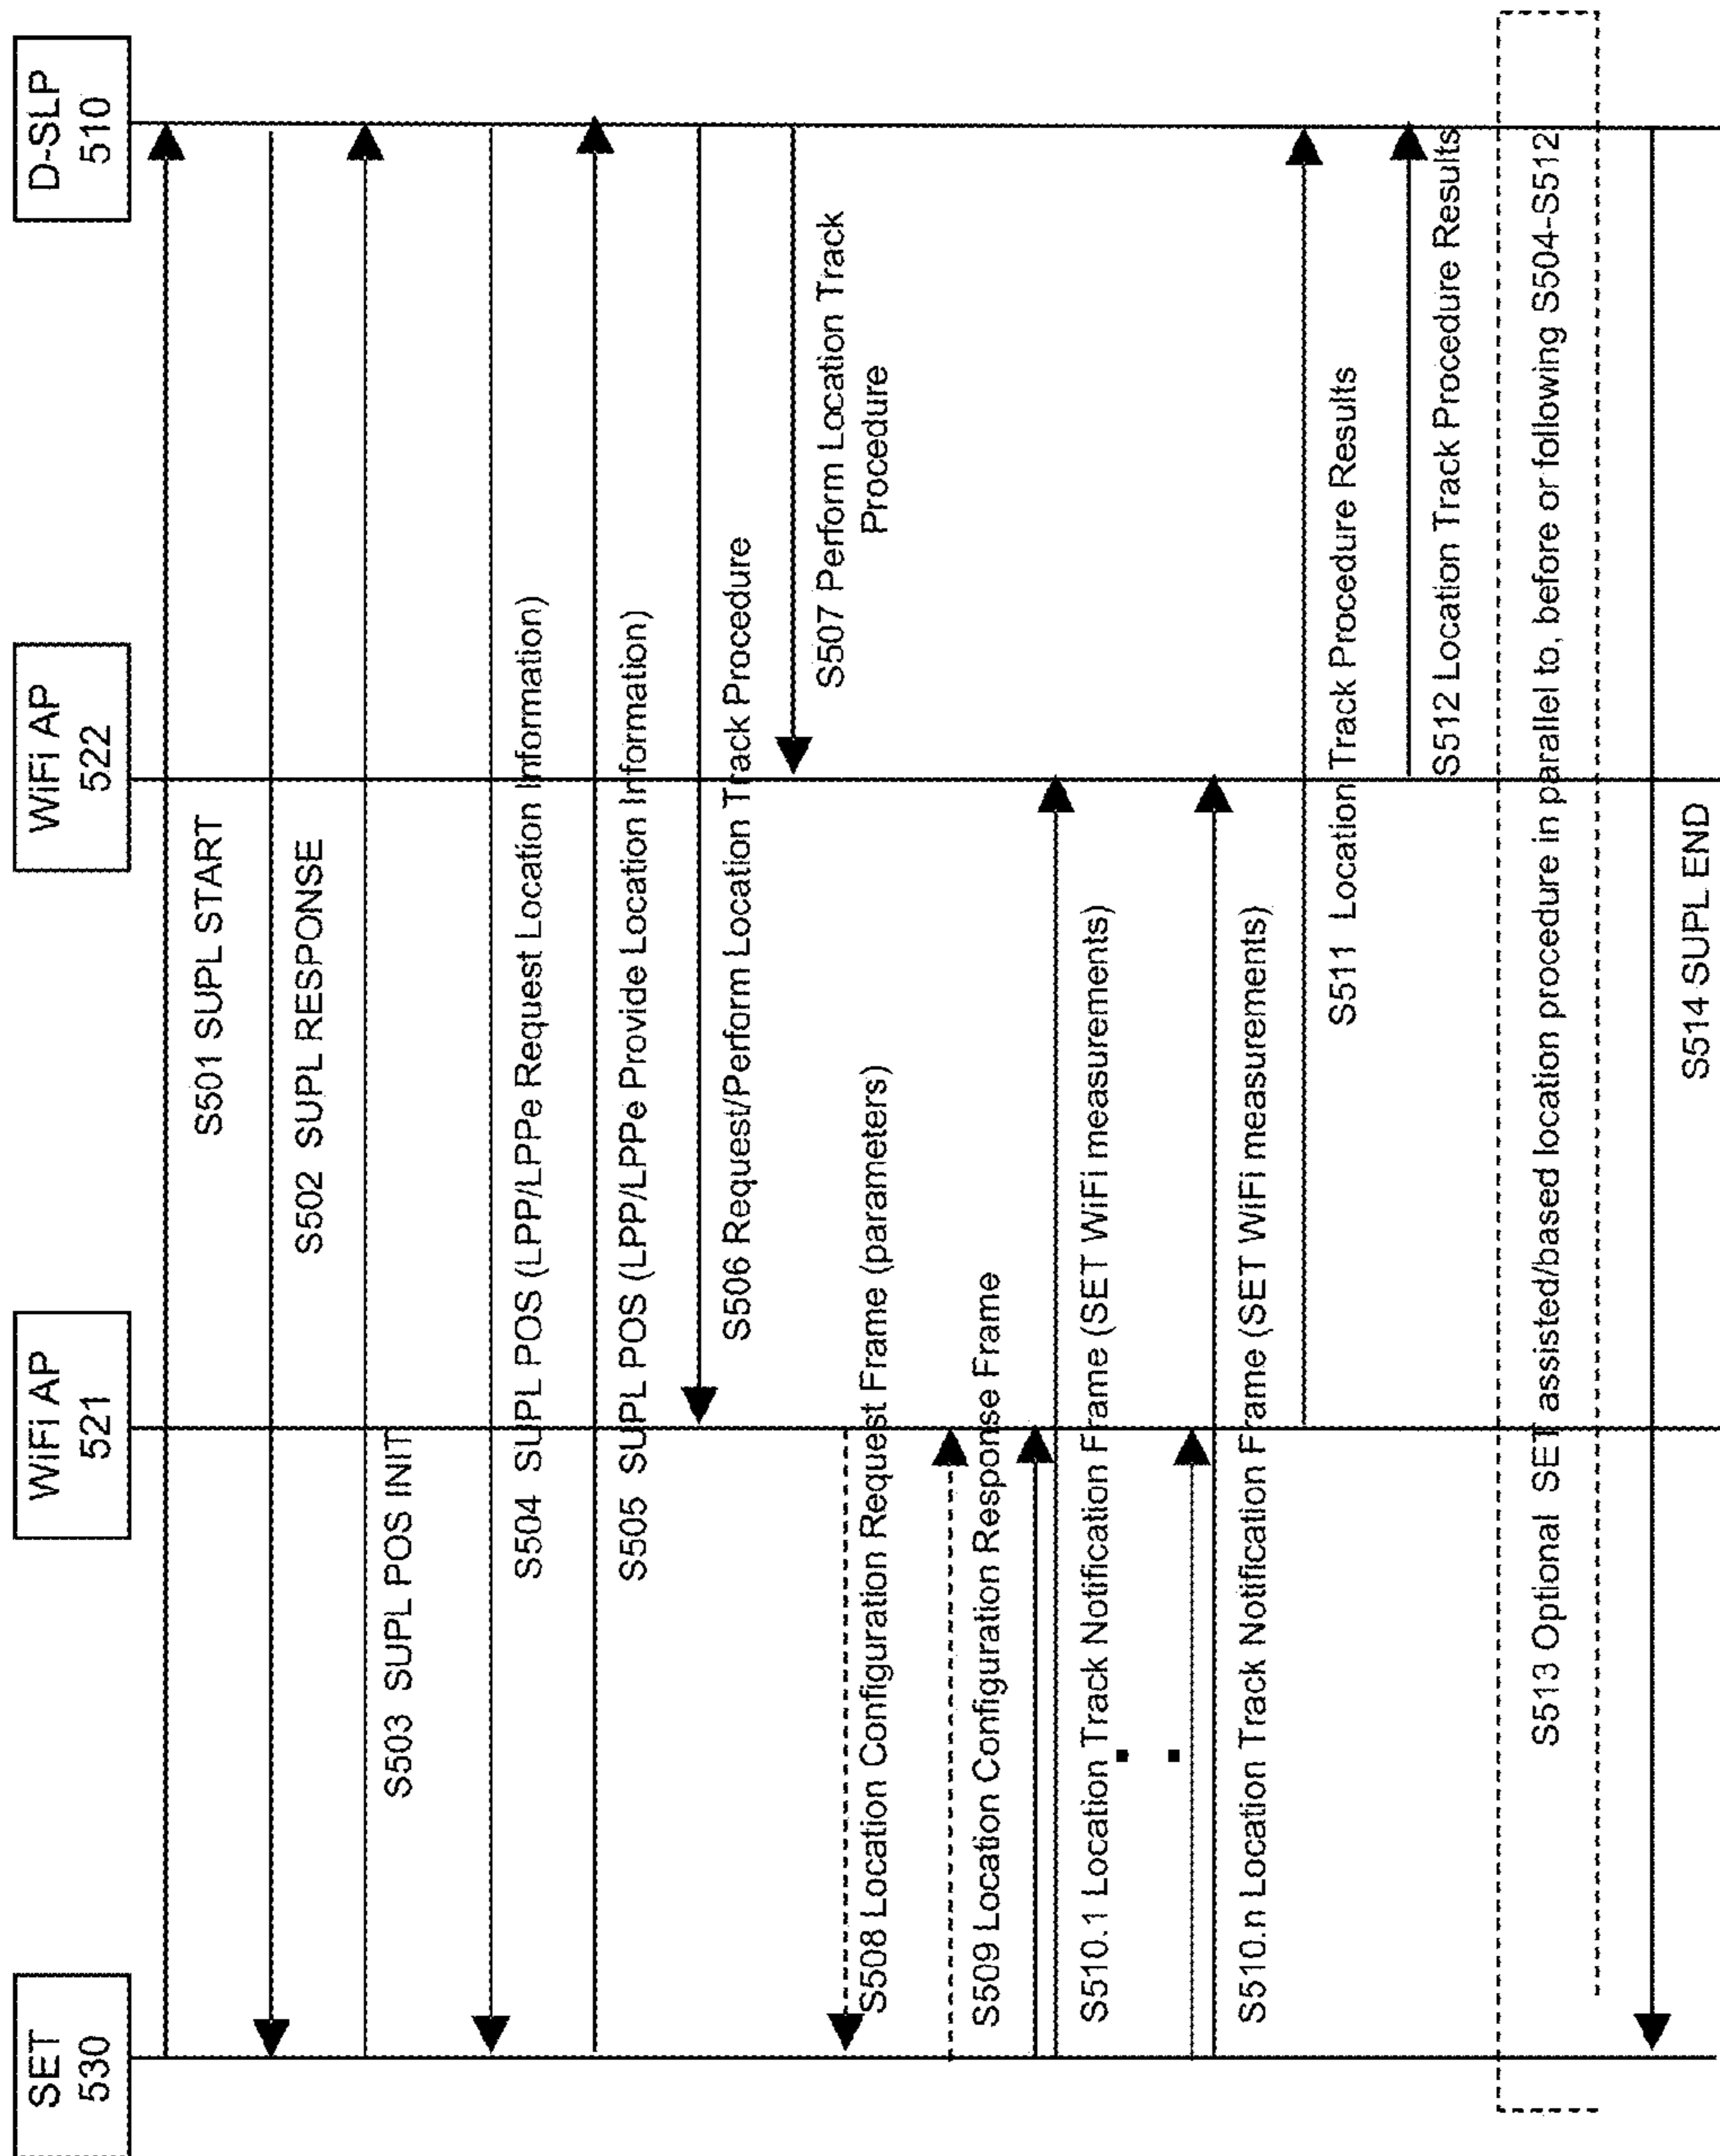 SET
530
WiFi AP
521
WiFi AP
522
D-SLP
510
S501 SUPL START
S502 SUPL RESPONSE
S503 SUPL POS INIT
S504 SUPL POS (LPP/LPPe Request Location Information)
S505 SUPL POS (LPP/LPPe Provide Location Information)
S506 Request/Perform Location Track Procedure
S507 Perform Location Track
Procedure
S508 Location Configuration Request Frame (parameters)
S509 Location Configuration Response Frame
S510.1 Location Track Notification Frame (SET WiFi measurements)
S510.n Location Track Notification Frame (SET WiFi measurements)
S511 Location Track Procedure Results
S512 Location Track Procedure Results
S513 Optional SET assisted/based location procedure in parallel to, before or following S504-S512
S514 SUPL END